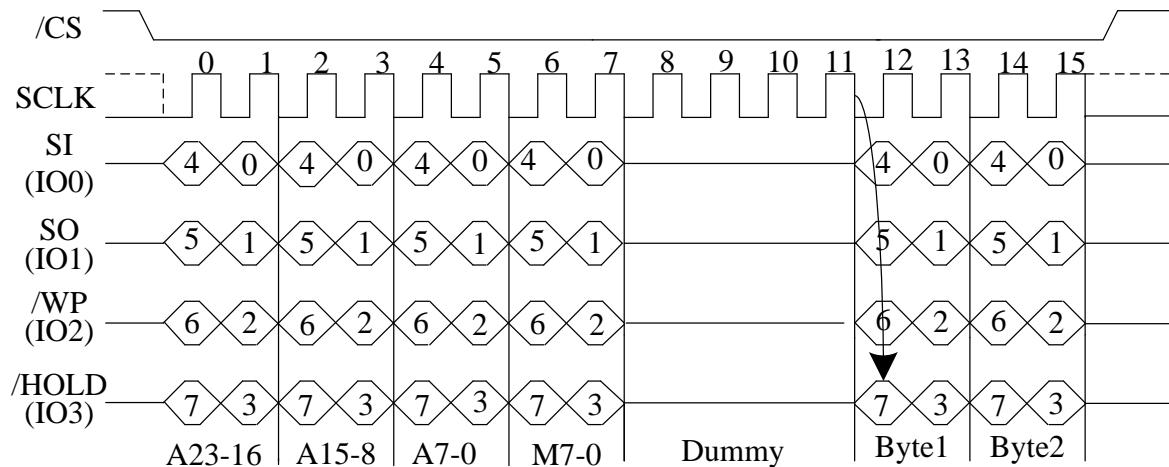 /CS
0 1 2 3 4 5 6 7 8 9 10 11 12 13 14 15
SCLK
SI
(IO0)
4 0 4 0 4 0 4 0 4 0 4 0
SO
(IO1)
5 1 5 1 5 1 5 1 5 1 5 1
/WP
(IO2)
6 2 6 2 6 2 6 2 6 2 6 2
/HOLD
(IO3)
7 3 7 3 7 3 7 3 7 3 7 3
A23-16 A15-8 A7-0 M7-0 Dummy Byte1 Byte2